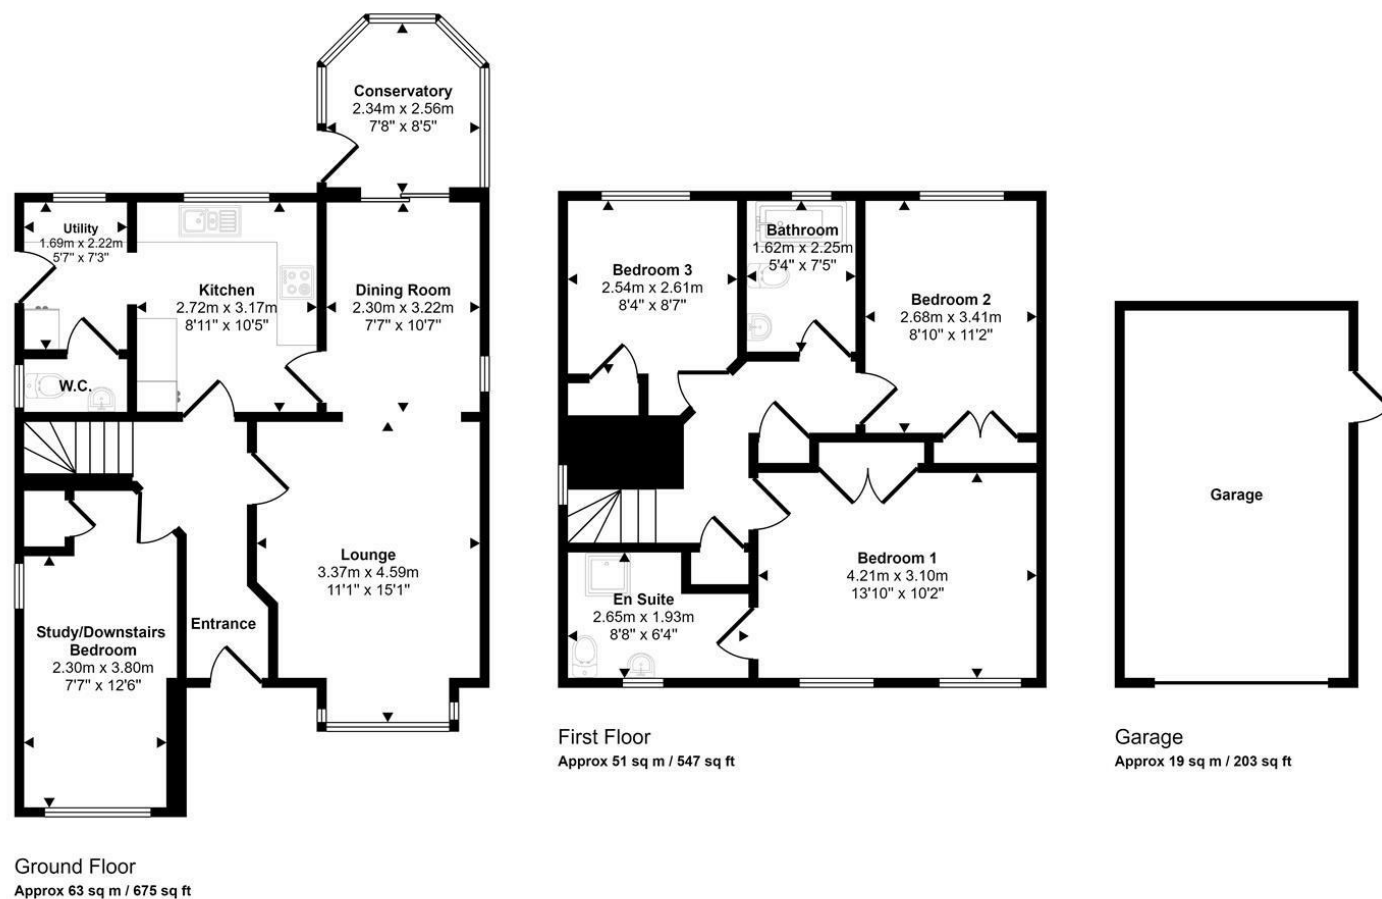 Conservatory
2.34m x 2.56m
7'8" x 8'5"
Utility
1.69m x 2.22m
5'7" x 7'3"
Kitchen
2.72m x 3.17m
8'11" x 10'5"
Dining Room
2.30m x 3.22m
7'7" x 10'7"
W.C.
Lounge
3.37m x 4.59m
11'1" x 15'1"
Entrance
Study/Downstairs
Bedroom
2.30m x 3.80m
7'7" x 12'6"
Ground Floor
Approx 63 sq m / 675 sq ft
Bedroom 3
2.54m x 2.61m
8'4" x 8'7"
Bathroom
1.62m x 2.25m
5'4" x 7'5"
Bedroom 2
2.68m x 3.41m
8'10" x 11'2"
Bedroom 1
4.21m x 3.10m
13'10" x 10'2"
En Suite
2.65m x 1.93m
8'8" x 6'4"
First Floor
Approx 51 sq m / 547 sq ft
Garage
Garage
Approx 19 sq m / 203 sq ft